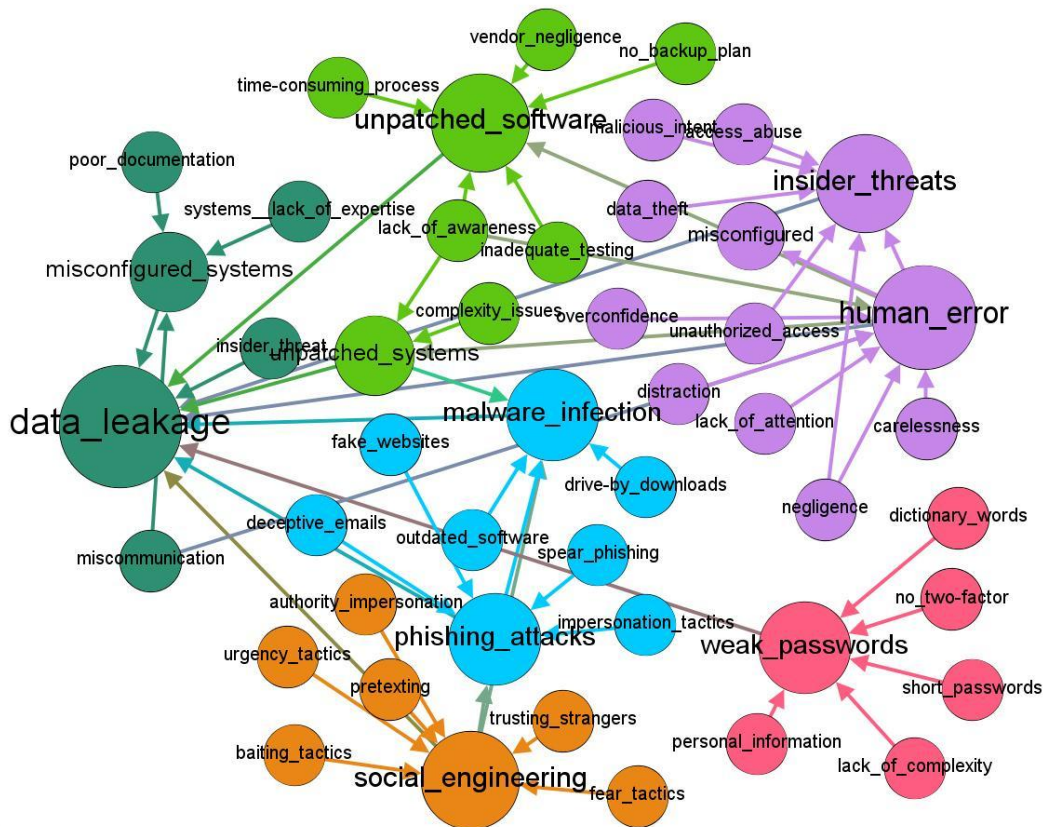 vendor_negligence
no_backup_plan
time-consuming_process
unpatched_software
malicious_intent
access_abuse
poor_documentation
insider_threats
systems__lack_of_expertise
data_theft
lack_of_awareness
misconfigured
inadequate_testing
misconfigured_systems
complexity_issues
overconfidence
unauthorized_access
human_error
insider_threat
unpatched_systems
distraction
data_leakage
malware_infection
lack_of_attention
carelessness
fake_websites
drive-by_downloads
negligence
dictionary_words
deceptive_emails
outdated_software
spear_phishing
miscommunication
authority_impersonation
no_two-factor
phishing_attacks
impersonation_tactics
weak_passwords
urgency_tactics
pretexting
short_passwords
trusting_strangers
personal_information
baiting_tactics
lack_of_complexity
social_engineering
fear_tactics